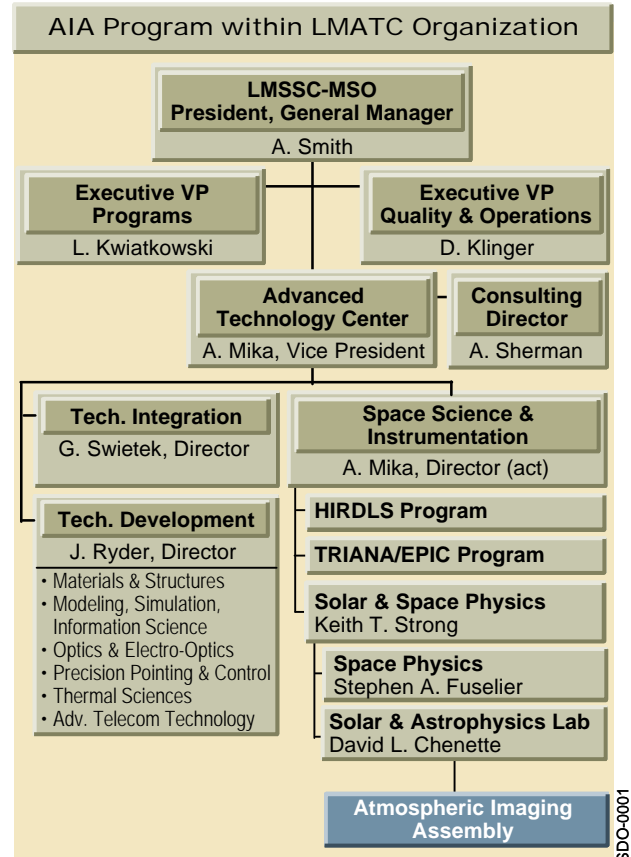 AIA Program within LMATC Organization
LMSSC-MSO
President, General Manager
A. Smith
Executive VP
Programs
L. Kwiatkowski
Executive VP
Quality & Operations
D. Klinger
Advanced
Technology Center
A. Mika, Vice President
Consulting
Director
A. Sherman
Tech. Integration
G. Swietek, Director
Space Science &
Instrumentation
A. Mika, Director (act)
Tech. Development
J. Ryder, Director
• Materials & Structures
• Modeling, Simulation,
Information Science
• Optics & Electro-Optics
• Precision Pointing & Control
• Thermal Sciences
• Adv. Telecom Technology
HIRDLS Program
TRIANA/EPIC Program
Solar & Space Physics
Keith T. Strong
Space Physics
Stephen A. Fuselier
Solar & Astrophysics Lab
David L. Chenette
Atmospheric Imaging
Assembly
SDO-0001